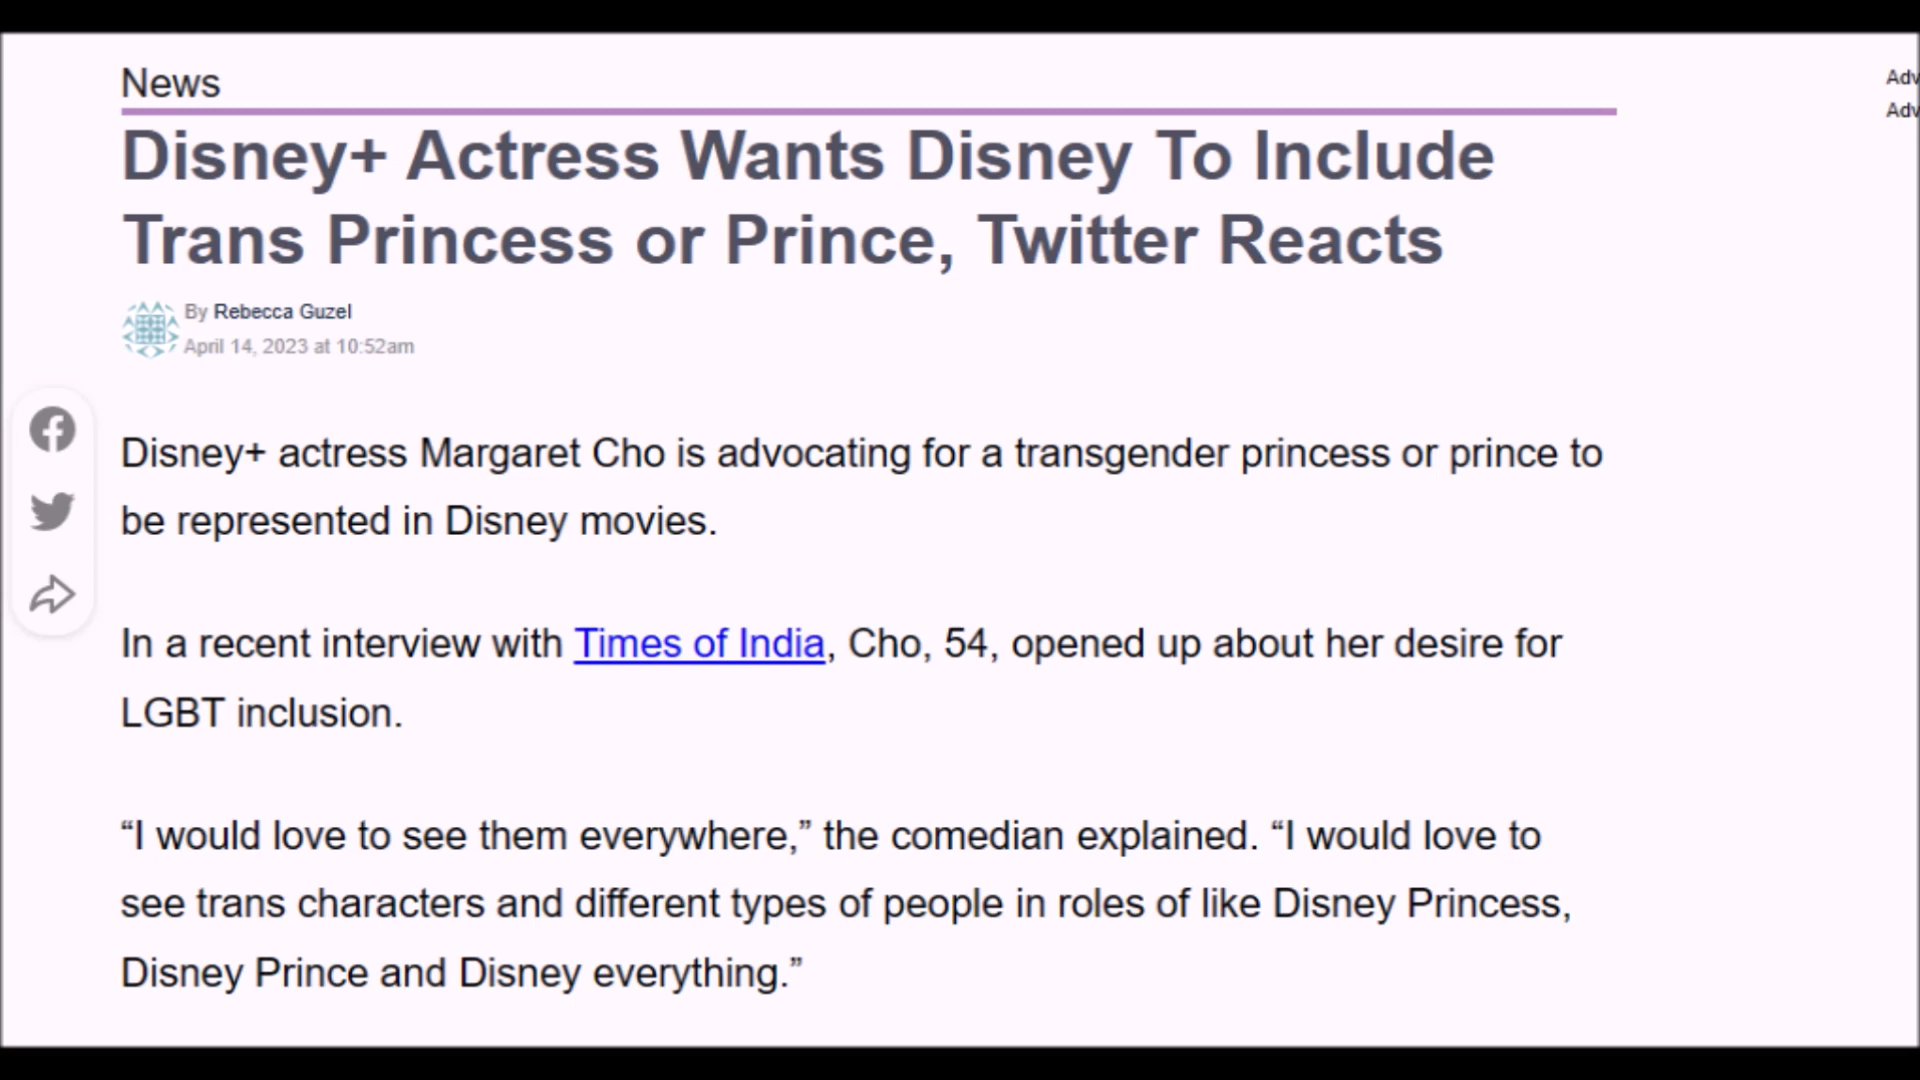 News
Adv
Adv
Disney+ Actress Wants Disney To Include
Trans Princess or Prince, Twitter Reacts
By Rebecca Guzel
April 14, 2023 at 10:52am
Disney+ actress Margaret Cho is advocating for a transgender princess or prince to
be represented in Disney movies.
In a recent interview with Times of India, Cho, 54, opened up about her desire for
LGBT inclusion.
“I would love to see them everywhere,” the comedian explained. “I would love to
see trans characters and different types of people in roles of like Disney Princess,
Disney Prince and Disney everything.”